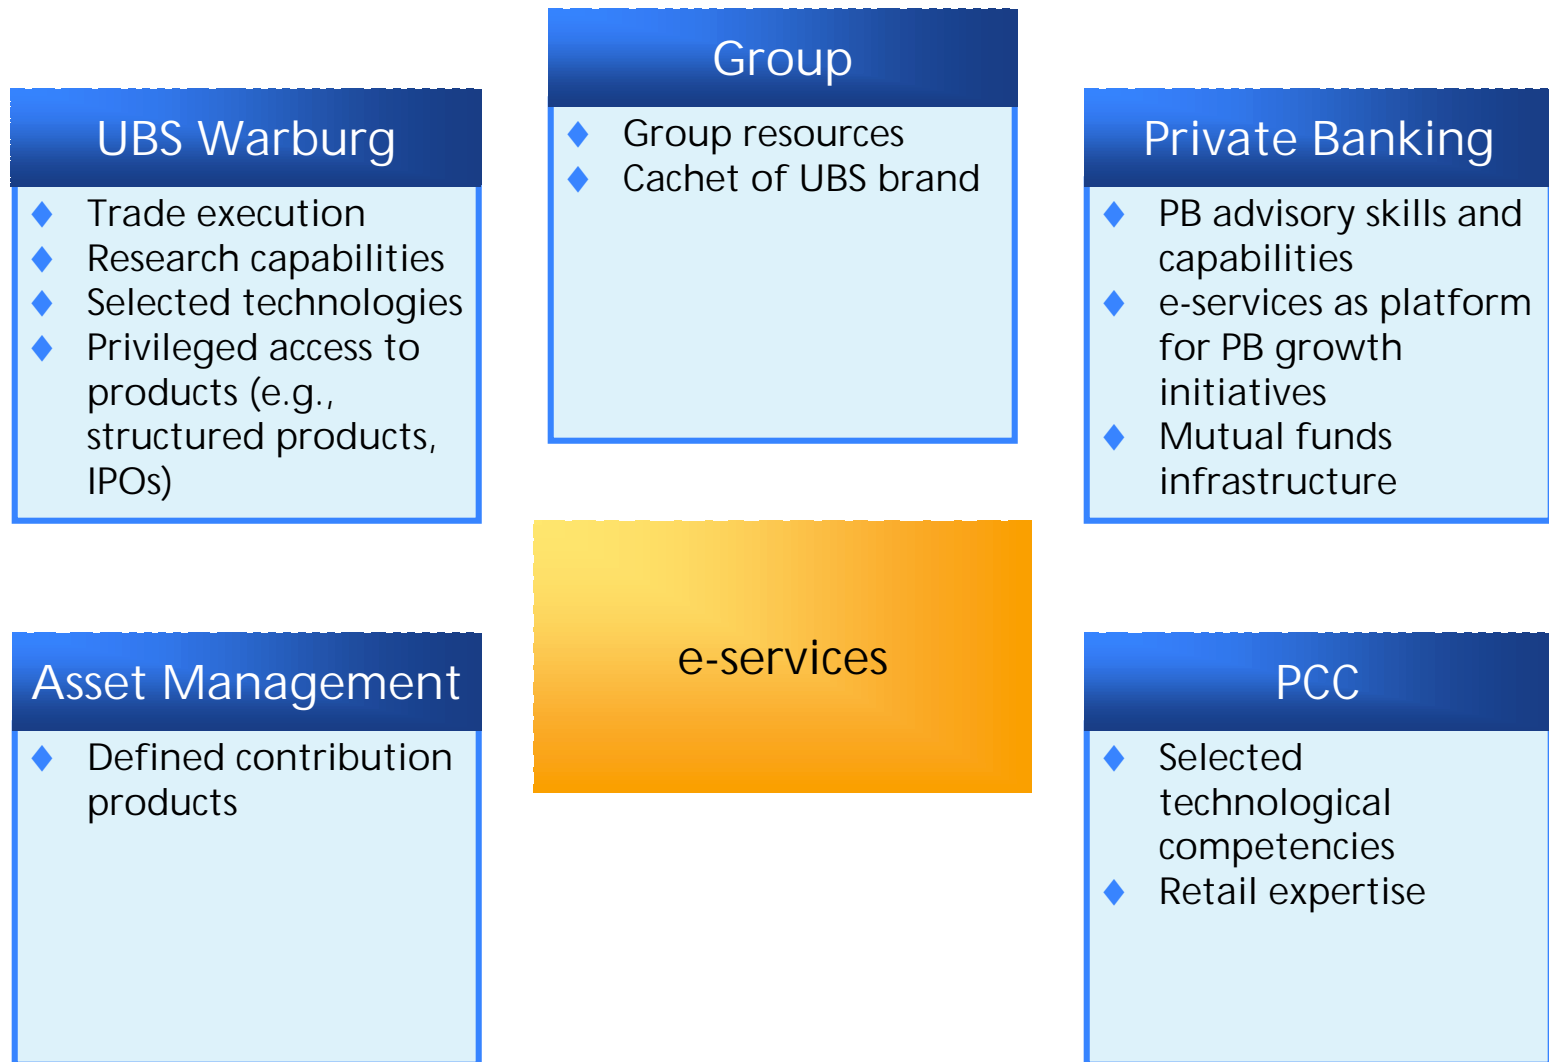 Group
Group resources
Cachet of UBS brand
UBS Warburg
Trade execution
Research capabilities
Selected technologies
Privileged access to
products (e.g.,
structured products,
IPOs)
Private Banking
PB advisory skills and
capabilities
e-services as platform
for PB growth
initiatives
Mutual funds
infrastructure
e-services
Asset Management
Defined contribution
products
PCC
Selected
technological
competencies
Retail expertise